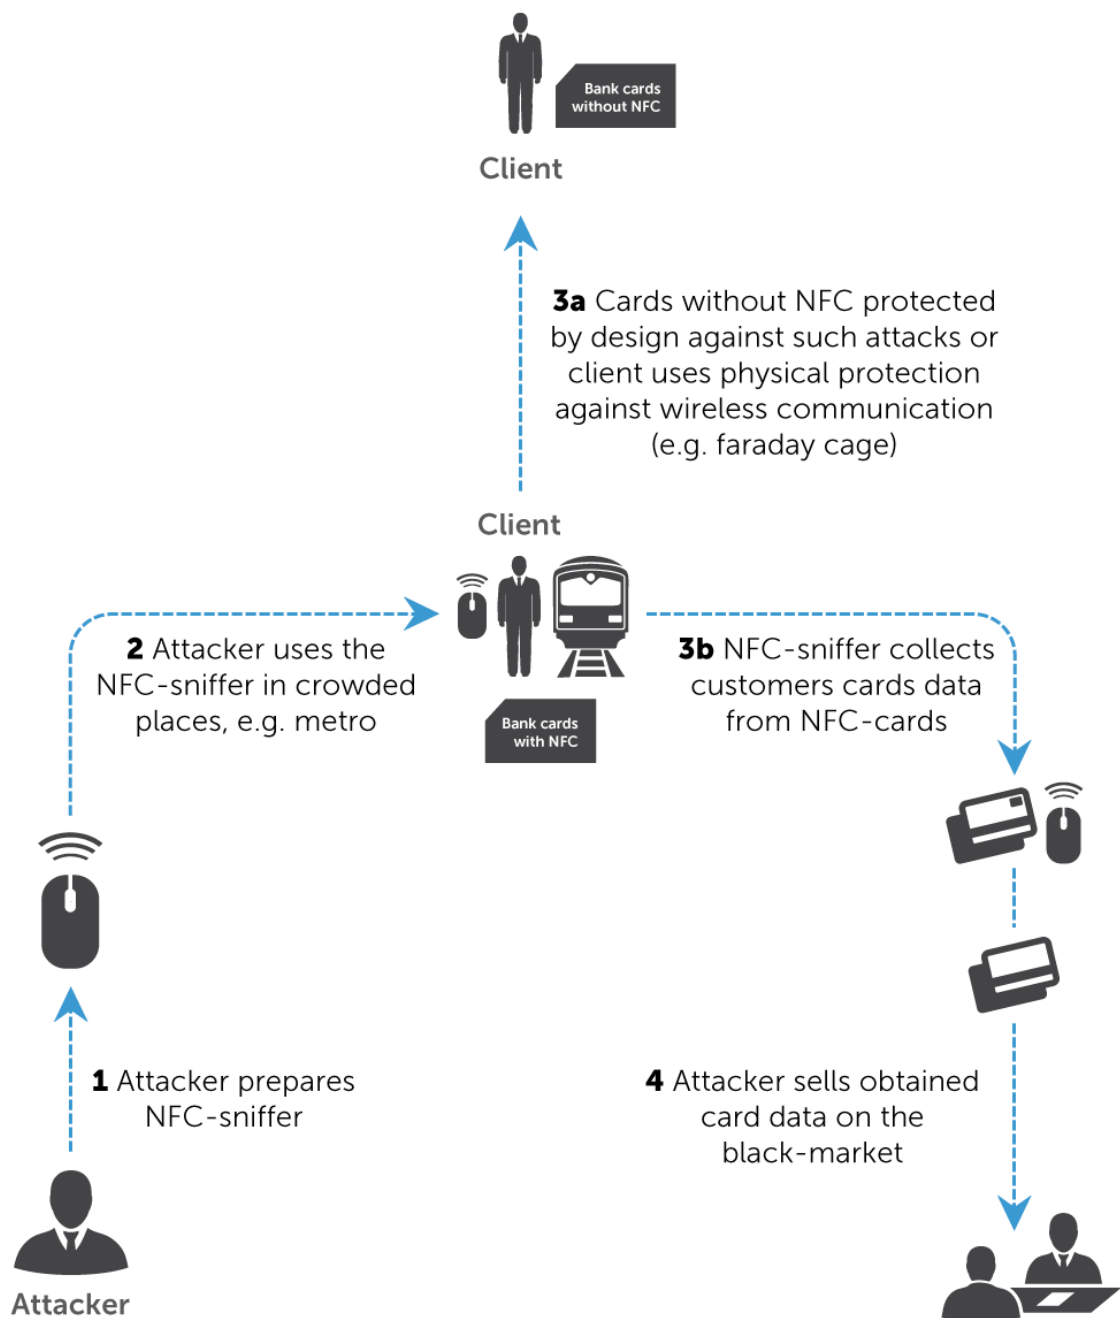 Bank cards
without NFC
Client
3a Cards without NFC protected
by design against such attacks or
client uses physical protection
against wireless communication
(e.g. faraday cage)
Client
2 Attacker uses the
NFC-sniffer in crowded
places, e.g. metro
Bank cards
with NFC
3b NFC-sniffer collects
customers cards data
from NFC-cards
1 Attacker prepares
NFC-sniffer
4 Attacker sells obtained
card data on the
black-market
Attacker